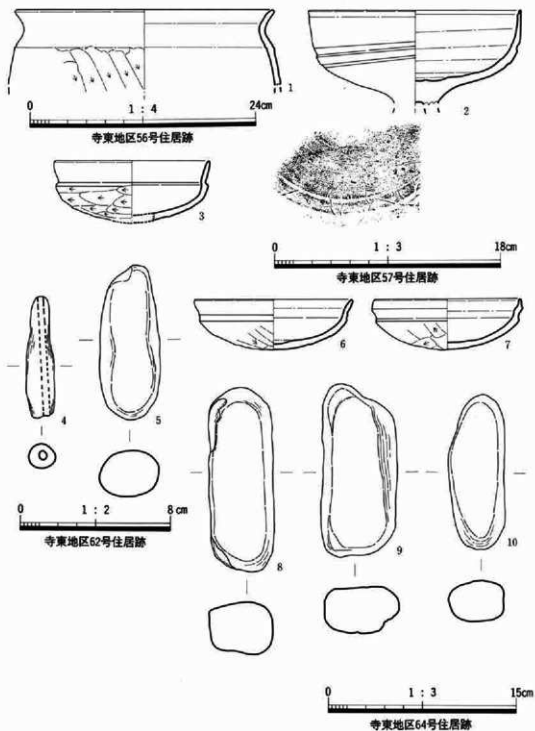 1
2
0 1 : 4 24cm
寺東地区56号住居跡
3
0 1 : 3 18cm
寺東地区57号住居跡
4
5
6
7
0 1 : 2 8cm
寺東地区62号住居跡
8
9
10
0 1 : 3 15cm
寺東地区64号住居跡